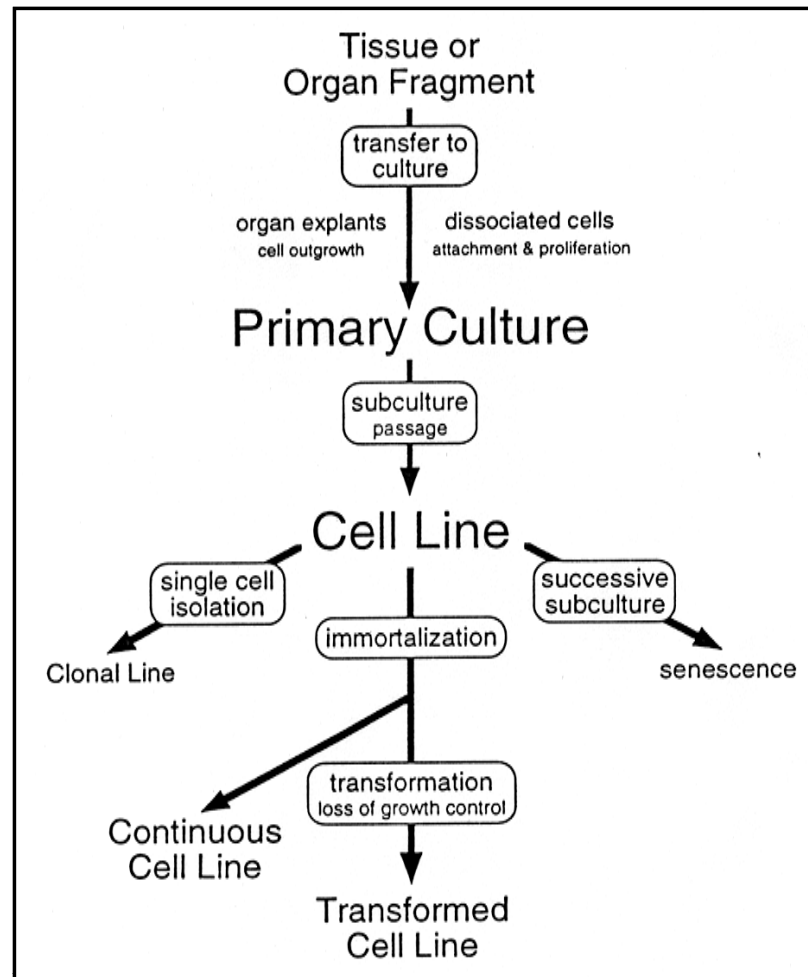 Tissue or
Organ Fragment
transfer to
culture
organ explants
cell outgrowth
dissociated cells
attachment & proliferation
Primary Culture
subculture
passage
Cell Line
single cell
isolation
successive
subculture
immortalization
Clonal Line
senescence
transformation
loss of growth control
Continuous
Cell Line
Transformed
Cell Line